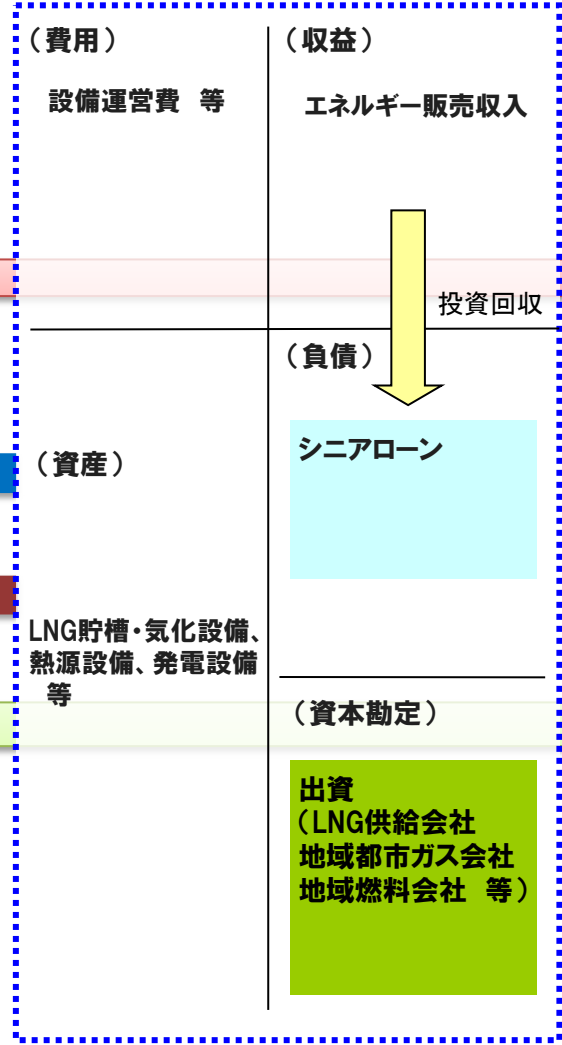 （費用）
設備運営費　等
（収益）
エネルギー販売収入
投資回収
（資産）
LNG貯槽・気化設備、
熱源設備、発電設備
等
（負債）
シニアローン
（資本勘定）
出資
（LNG供給会社
地域都市ガス会社
地域燃料会社　等）